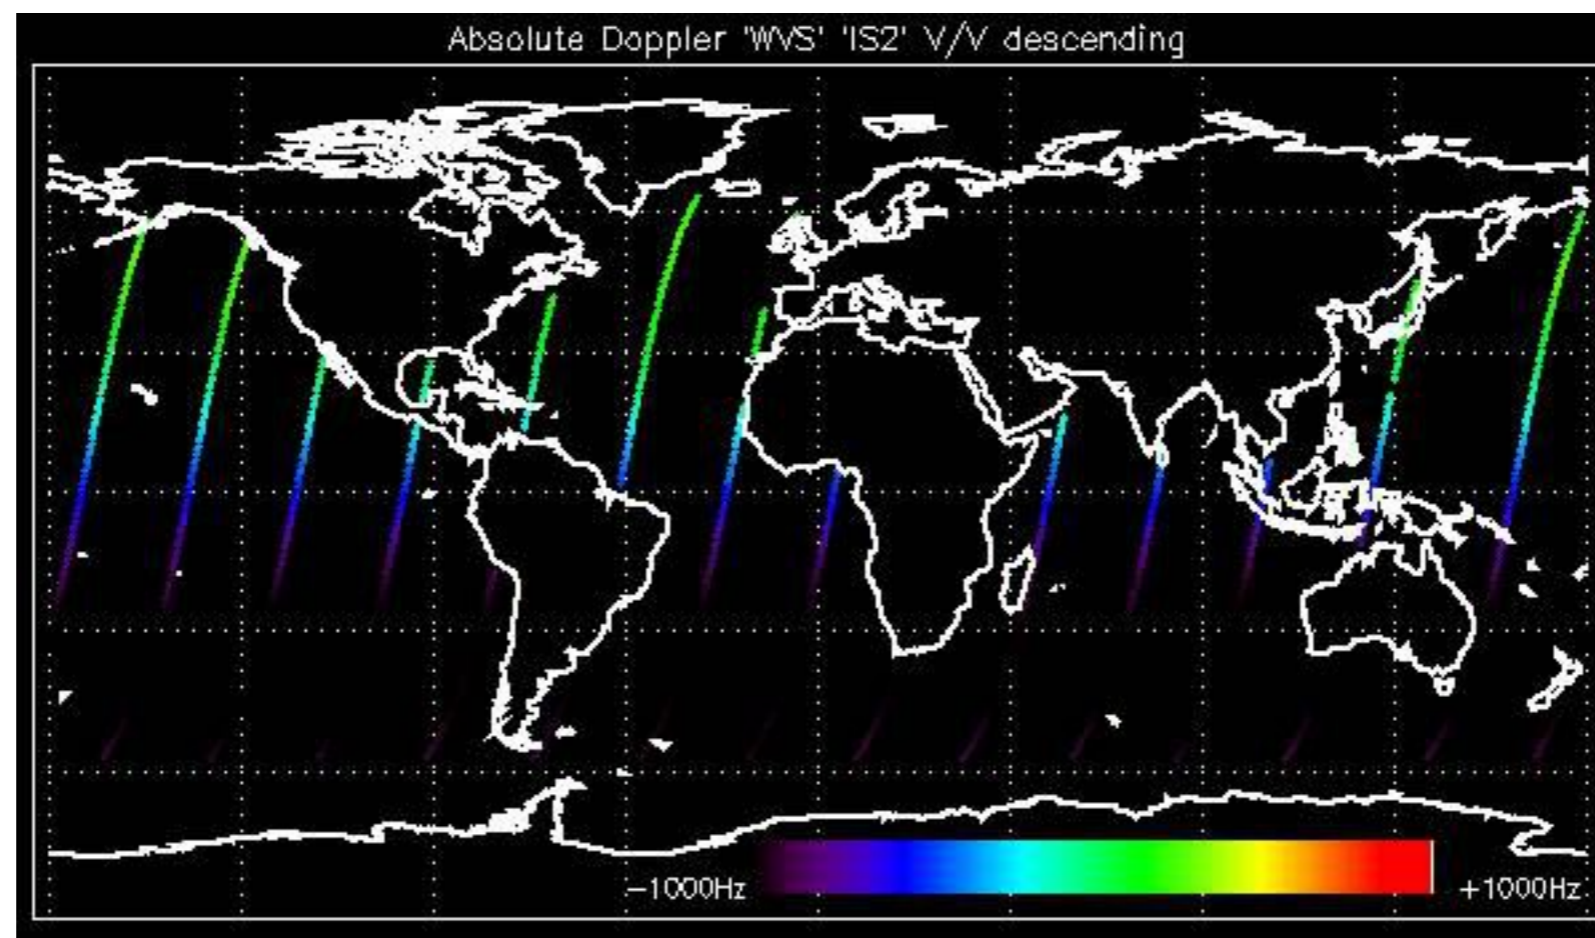 Absolute Doppler 'WVS' 'IS2' V/V descending
−1000Hz
+1000Hz